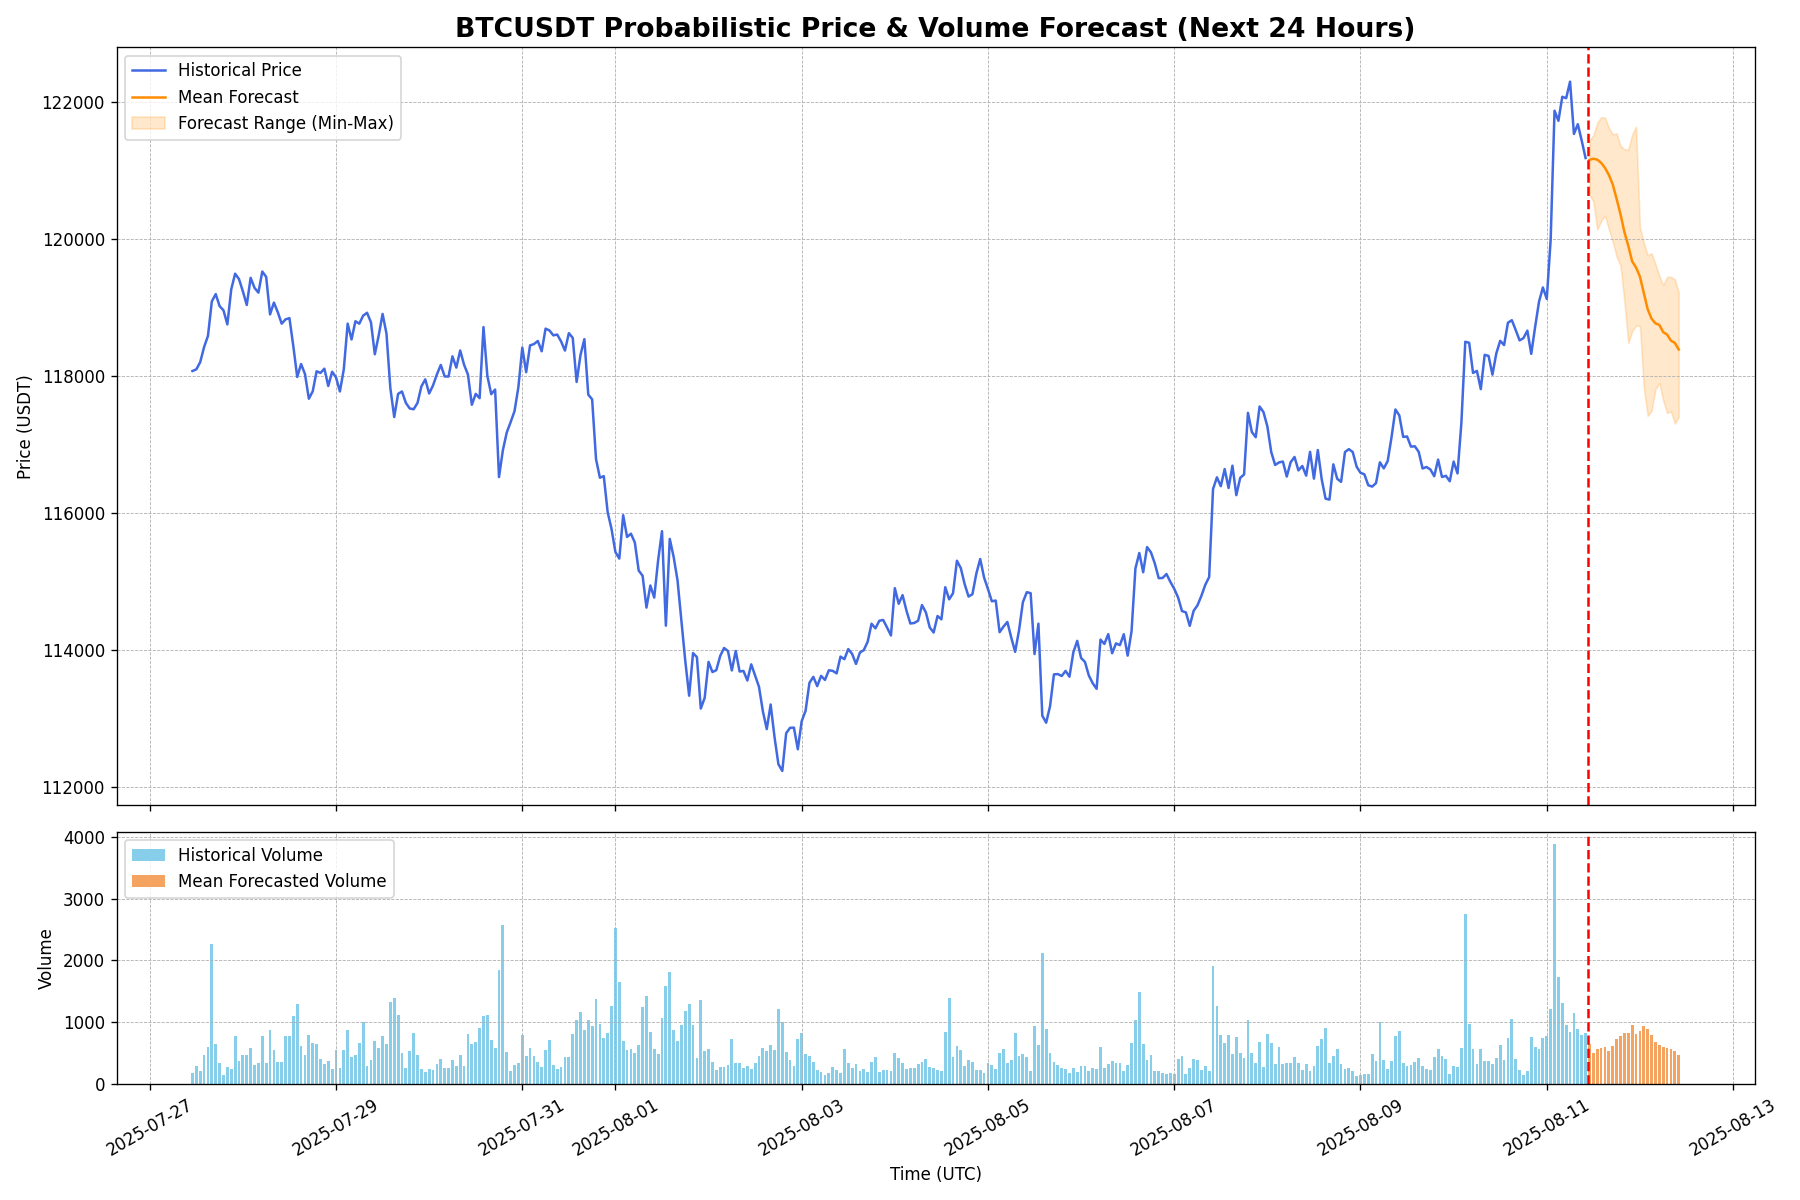 BTCUSDT Probabilistic Price & Volume Forecast (Next 24 Hours)
Historical Price
Mean Forecast
Forecast Range (Min-Max)
122000
120000
118000
116000
114000
112000
Price (USDT)
Historical Volume
Mean Forecasted Volume
4000
3000
2000
1000
0
Volume
2025-07-27
2025-07-29
2025-07-31
2025-08-01
2025-08-03
2025-08-05
2025-08-07
2025-08-09
2025-08-11
2025-08-13
Time (UTC)